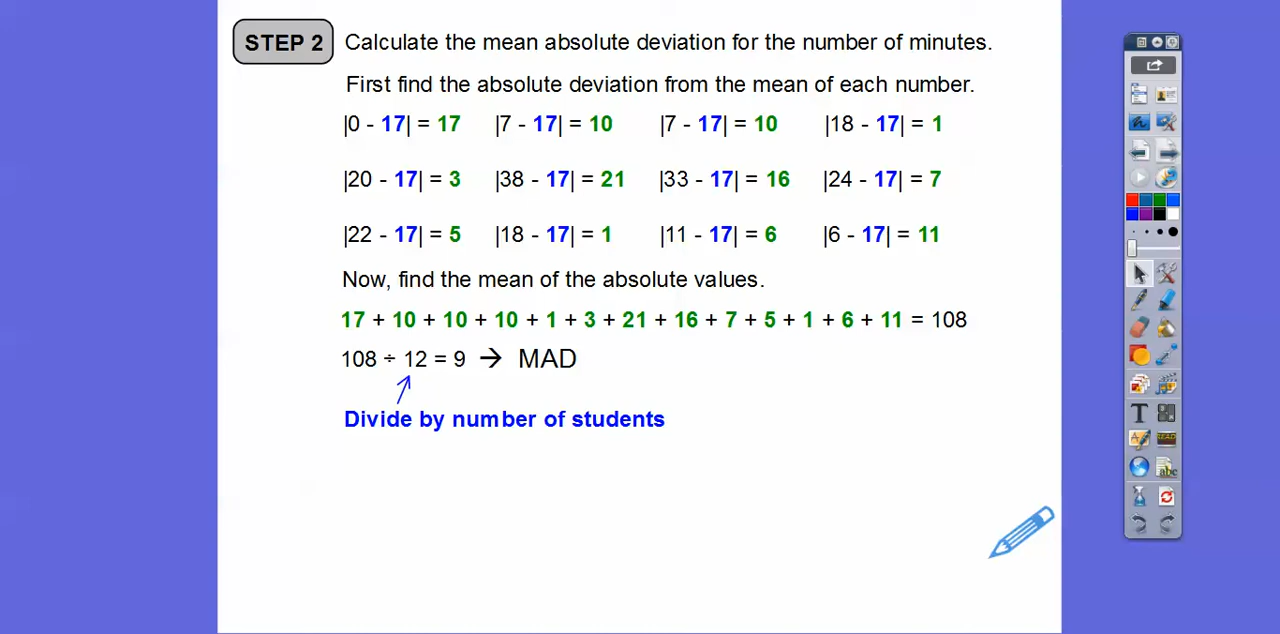 STEP 2 Calculate the mean absolute deviation for the number of minutes.
First find the absolute deviation from the mean of each number.
|0 - 17| = 17 |7 - 17| = 10 |7 - 17| = 10 |18 - 17| = 1
|20 - 17| = 3 |38 - 17| = 21 |33 - 17| = 16 |24 - 17| = 7
|22 - 17| = 5 |18 - 17| = 1 |11 - 17| = 6 |6 - 17| = 11
Now, find the mean of the absolute values.
17 + 10 + 10 + 10 + 1 + 3 + 21 + 16 + 7 + 5 + 1 + 6 + 11 = 108
108 ÷ 12 = 9 → MAD
Divide by number of students
T
abc